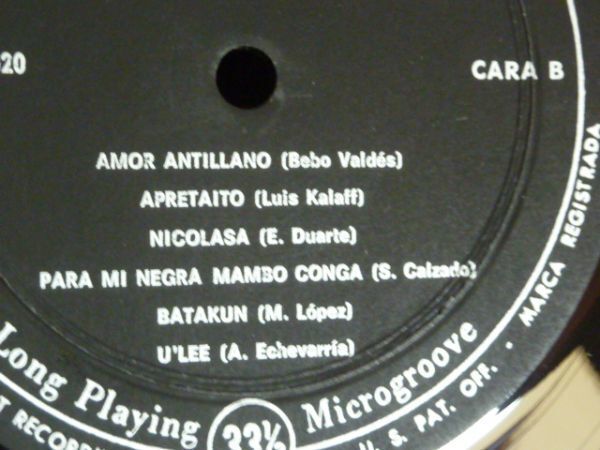 20
CARA B
AMOR ANTILLANO (Bebo Valdés)
APRETAITO (Luis Kalaff)
NICOLASA (E. Duarte)
PARA MI NEGRA MAMBO CONGA (S. Calzado)
BATAKUN (M. López)
U'LEE (A. Echevarría)
Long Playing 33⅓ Microgroove
U. S. PAT. OFF. . MARCA REGISTRADA